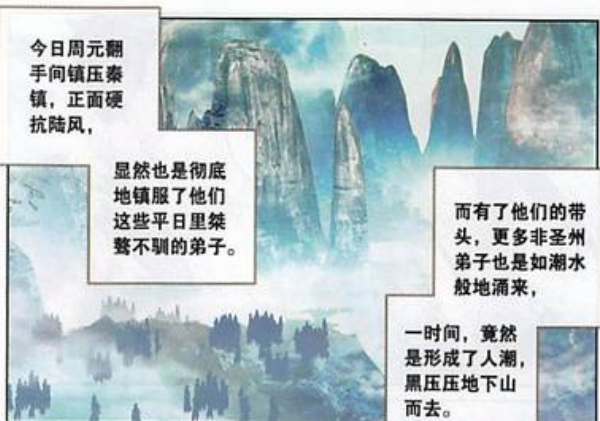 今日周元翻
手间镇压秦
镇，正面硬
抗陆风，
显然也是彻底
地镇服了他们
这些平日里桀
骜不驯的弟子。
而有了他们的带
头，更多非圣州
弟子也是如潮水
般地涌来，
一时间，竟然
是形成了人潮，
黑压压地下山
而去。